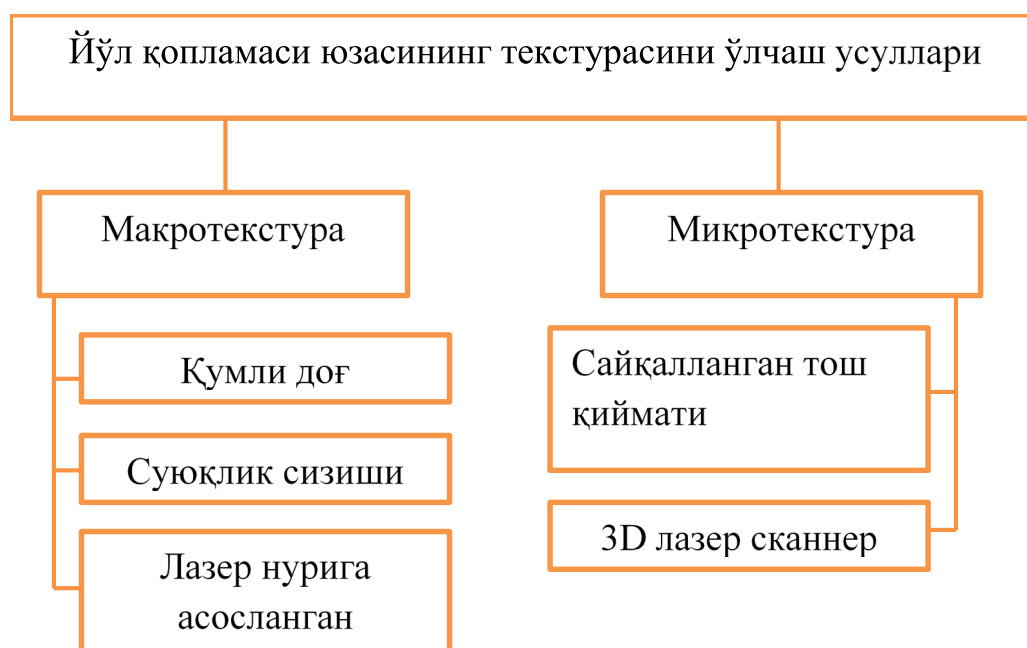 Йўл қопламаси юзасининг текстурасини ўлчаш усуллари
Макротекстура
Микротекстура
Қумли доғ
Суюқлик сизиши
Лазер нурига
асосланган
Сайқалланган тош
қиймати
3D лазер сканнер